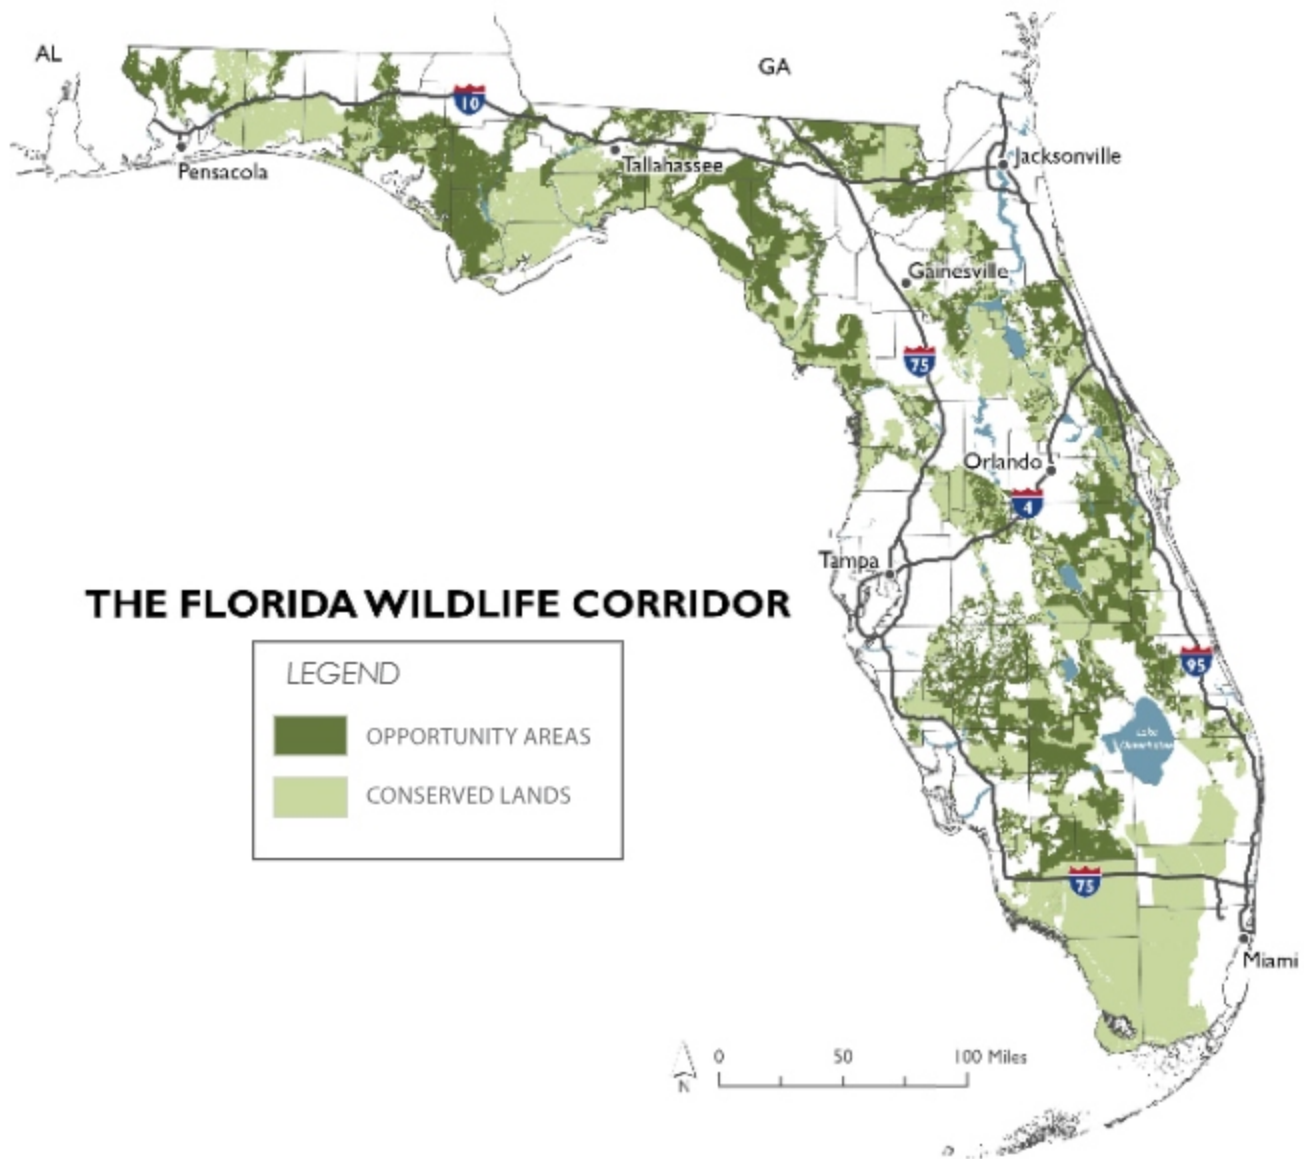 AL
GA
10
Jacksonville
Tallahassee
Pensacola
Gainesville
75
Orlando
4
Tampa
THE FLORIDA WILDLIFE CORRIDOR
LEGEND
95
OPPORTUNITY AREAS
Lake
CONSERVED LANDS
75
Miami
0 50 100 Miles
N